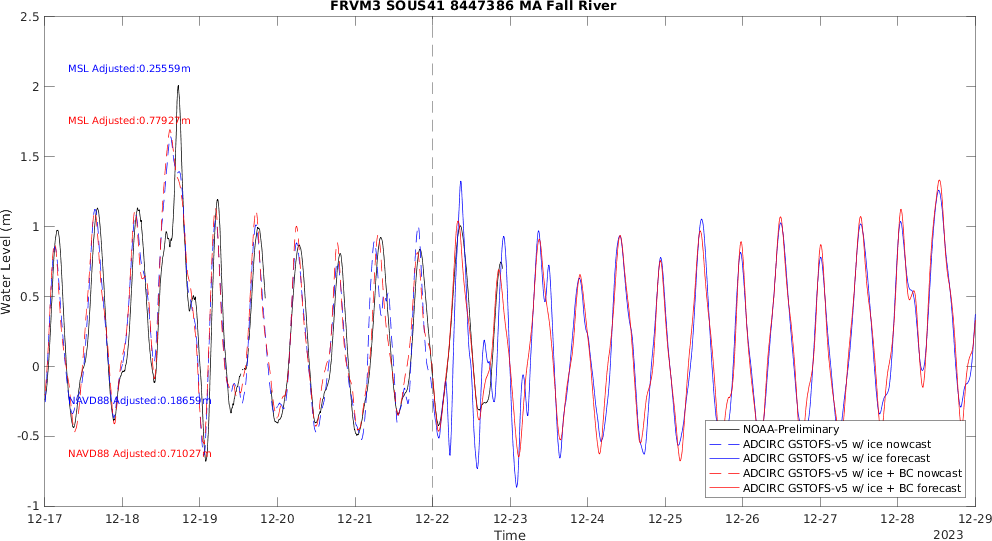 FRVM3 SOUS41 8447386 MA Fall River
2.5
2
1.5
1
0.5
0
-0.5
-1
Water Level (m)
MSL Adjusted:0.25559m
MSL Adjusted:0.77927m
NAVD88 Adjusted:0.18659m
NAVD88 Adjusted:0.71027m
NOAA-Preliminary
ADCIRC GSTOFS-v5 w/ ice nowcast
ADCIRC GSTOFS-v5 w/ ice forecast
ADCIRC GSTOFS-v5 w/ ice + BC nowcast
ADCIRC GSTOFS-v5 w/ ice + BC forecast
12-17 12-18 12-19 12-20 12-21 12-22 12-23 12-24 12-25 12-26 12-27 12-28 12-29
Time
2023